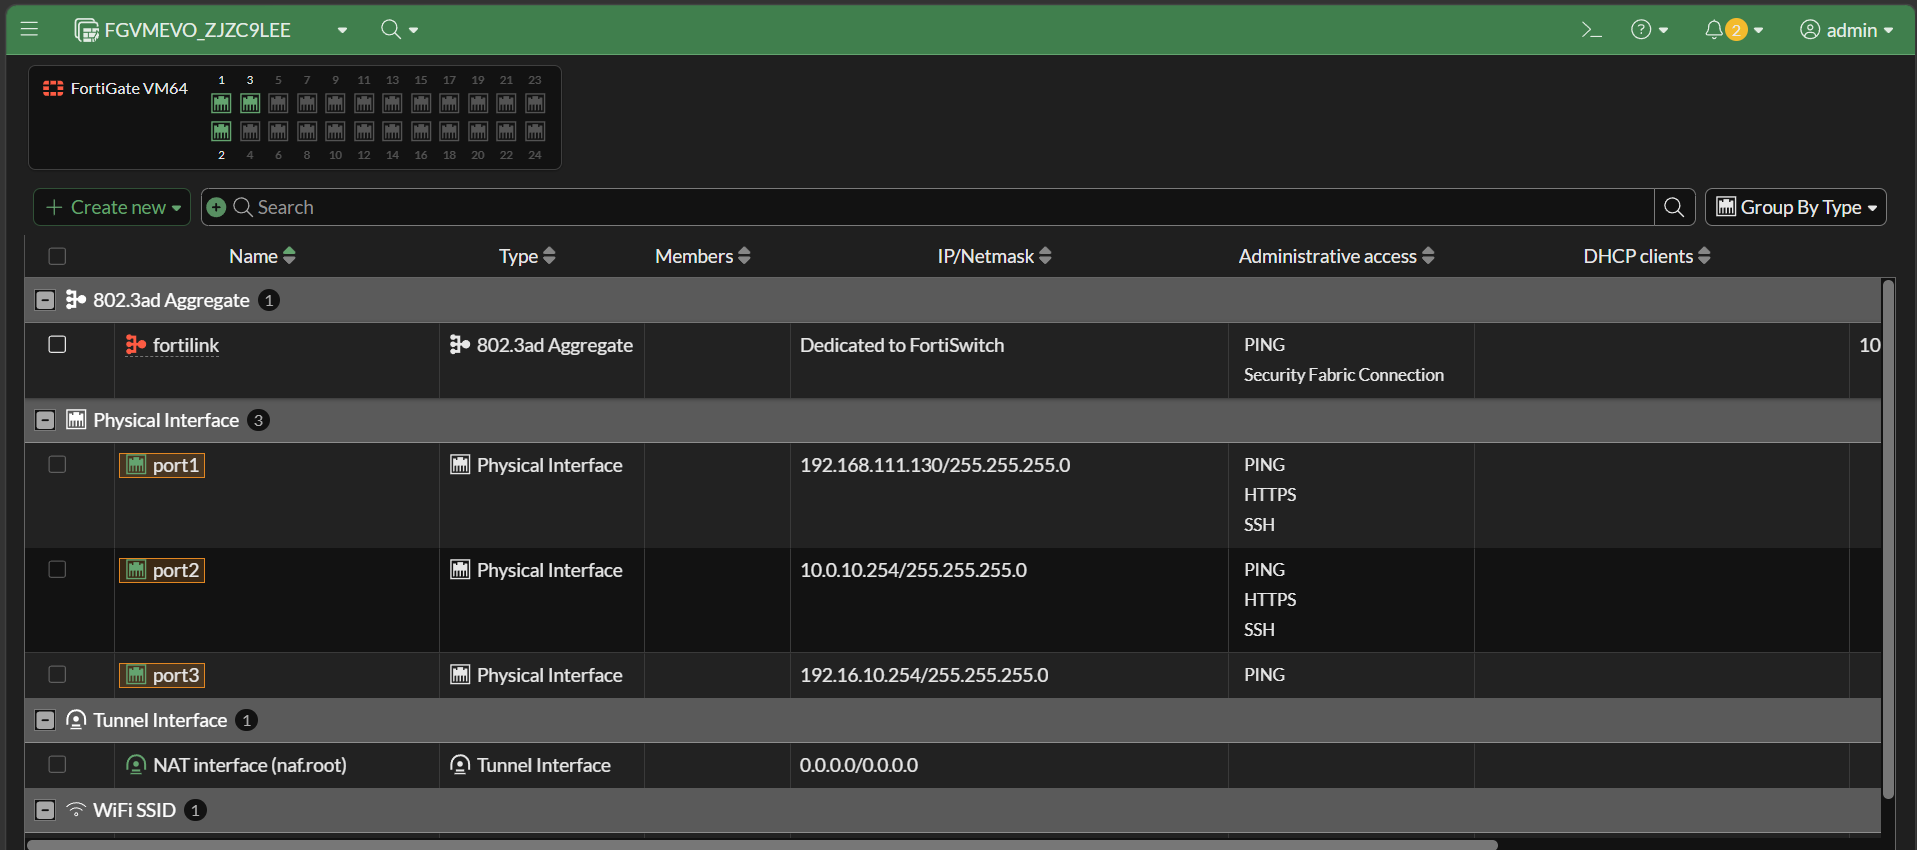 FGVMEVO_ZJZC9LEE
2
admin
FortiGate VM64
1 3 5 7 9 11 13 15 17 19 21 23
2 4 6 8 10 12 14 16 18 20 22 24
+ Create new
Search
Group By Type
Name Type Members IP/Netmask Administrative access DHCP clients
802.3ad Aggregate 1
fortilink 802.3ad Aggregate Dedicated to FortiSwitch PING 10
Security Fabric Connection
Physical Interface 3
port1 Physical Interface 192.168.111.130/255.255.255.0 PING
HTTPS
SSH
port2 Physical Interface 10.0.10.254/255.255.255.0 PING
HTTPS
SSH
port3 Physical Interface 192.16.10.254/255.255.255.0 PING
Tunnel Interface 1
NAT interface (naf.root) Tunnel Interface 0.0.0.0/0.0.0.0
WiFi SSID 1